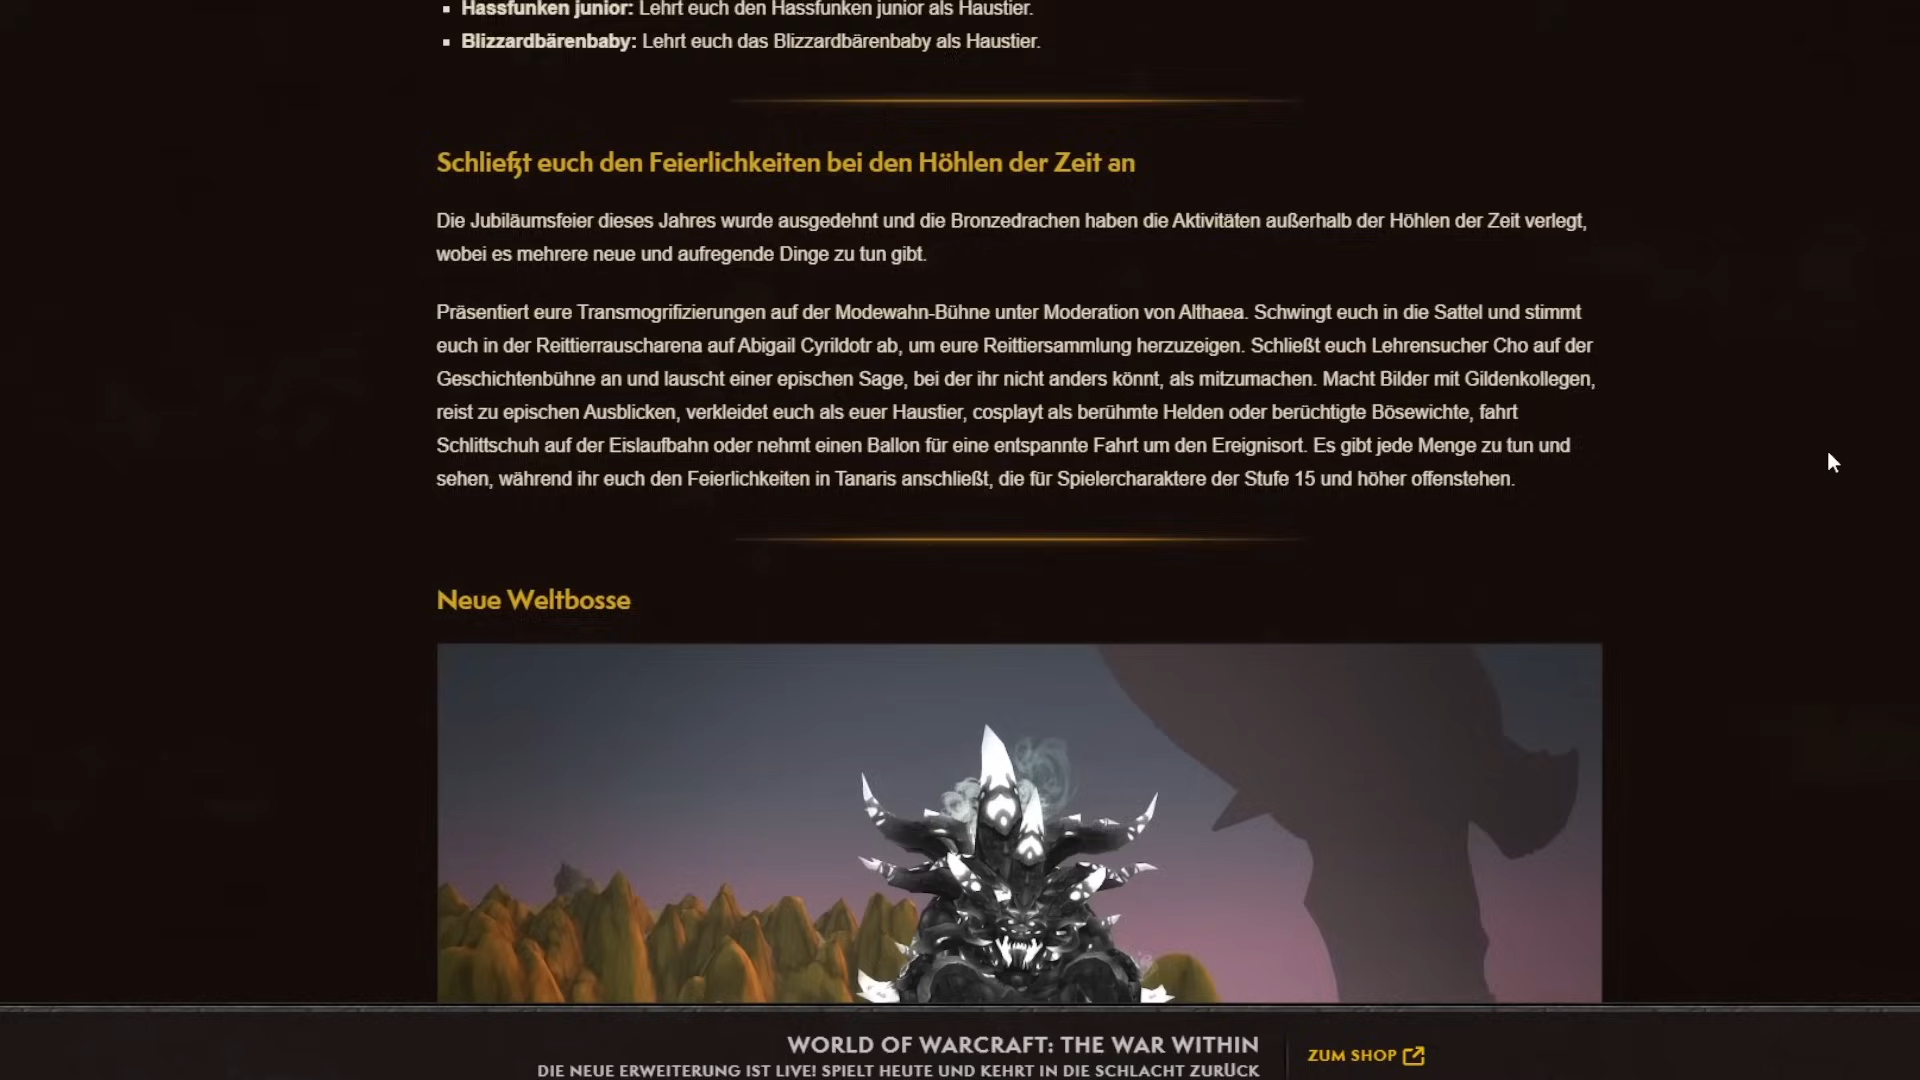 Hassfunken junior: Lehrt euch den Hassfunken junior als Haustier.
Blizzardbärenbaby: Lehrt euch das Blizzardbärenbaby als Haustier.
Schließt euch den Feierlichkeiten bei den Höhlen der Zeit an
Die Jubiläumsfeier dieses Jahres wurde ausgedehnt und die Bronzedrachen haben die Aktivitäten außerhalb der Höhlen der Zeit verlegt,
wobei es mehrere neue und aufregende Dinge zu tun gibt.
Präsentiert eure Transmogrifizierungen auf der Modewahn-Bühne unter Moderation von Althaea. Schwingt euch in die Sattel und stimmt
euch in der Reittierrauscharena auf Abigail Cyrildotr ab, um eure Reittiersammlung herzuzeigen. Schließt euch Lehrensucher Cho auf der
Geschichtenbühne an und lauscht einer epischen Sage, bei der ihr nicht anders könnt, als mitzumachen. Macht Bilder mit Gildenkollegen,
reist zu epischen Ausblicken, verkleidet euch als euer Haustier, cosplayt als berühmte Helden oder berüchtigte Bösewichte, fahrt
Schlittschuh auf der Eislaufbahn oder nehmt einen Ballon für eine entspannte Fahrt um den Ereignisort. Es gibt jede Menge zu tun und
sehen, während ihr euch den Feierlichkeiten in Tanaris anschließt, die für Spielercharaktere der Stufe 15 und höher offenstehen.
Neue Weltbosse
WORLD OF WARCRAFT: THE WAR WITHIN
DIE NEUE ERWEITERUNG IST LIVE! SPIELT HEUTE UND KEHRT IN DIE SCHLACHT ZURÜCK
ZUM SHOP